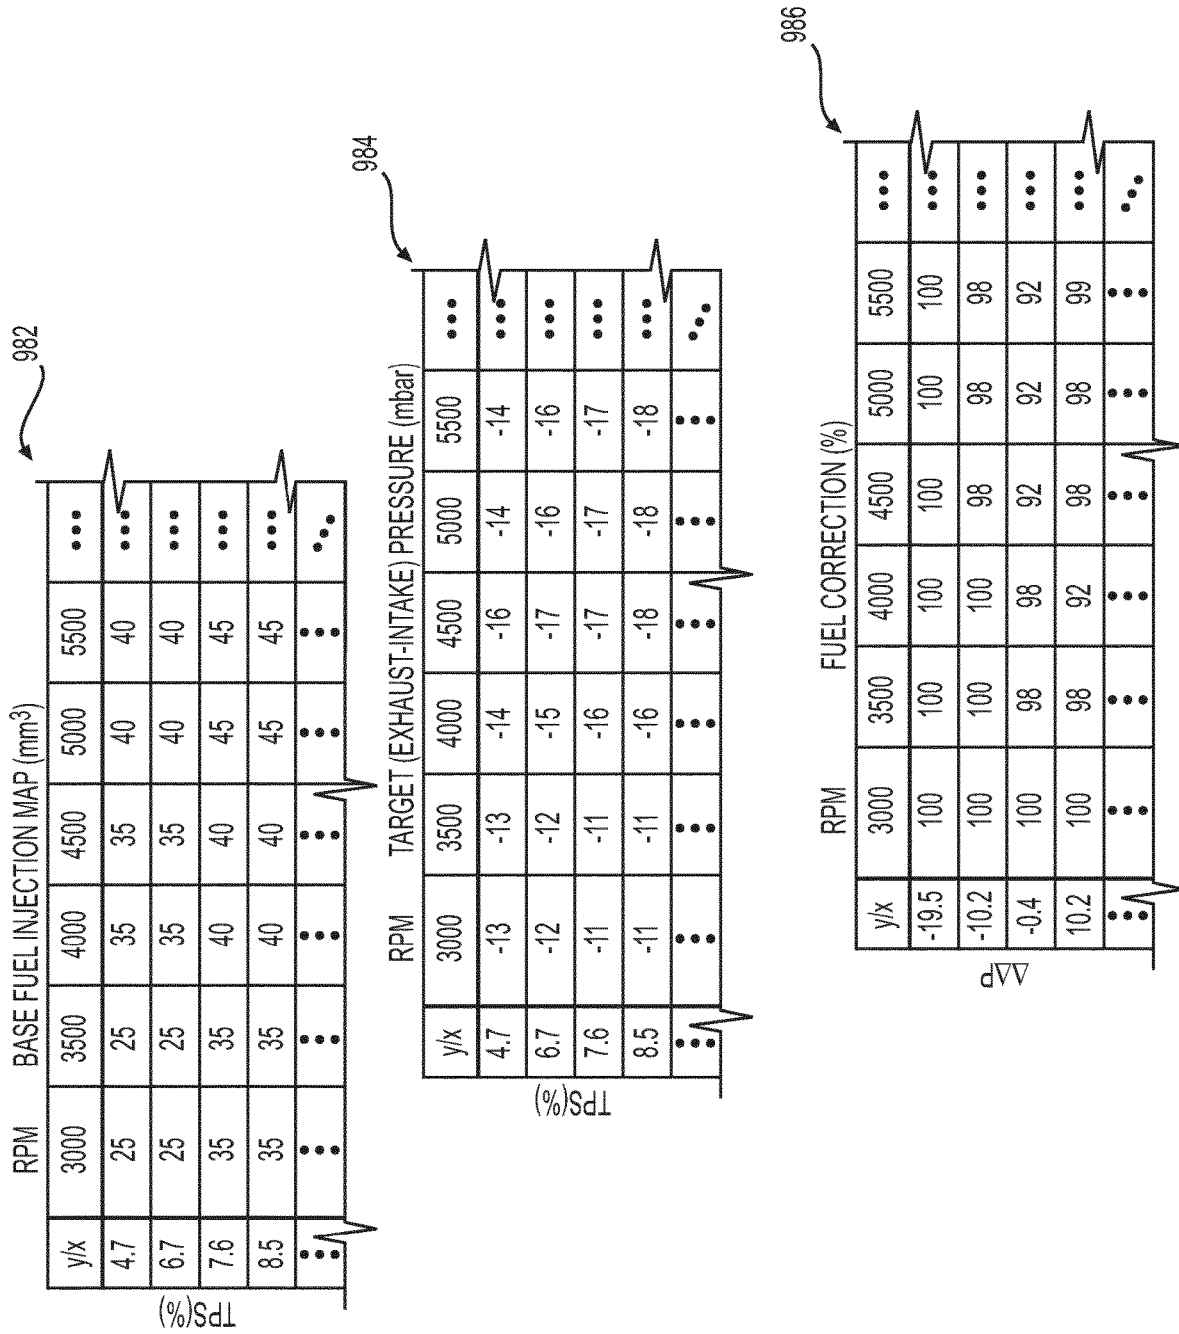 982
RPM BASE FUEL INJECTION MAP (mm³)
y/x 3000 3500 4000 4500 5000 5500 •••
4.7 25 25 35 35 40 40 •••
6.7 25 25 35 35 40 40 •••
7.6 35 35 40 40 45 45 •••
8.5 35 35 40 40 45 45 •••
TPS(%)
984
RPM TARGET (EXHAUST-INTAKE) PRESSURE (mbar)
y/x 3000 3500 4000 4500 5000 5500 •••
4.7 -13 -13 -14 -16 -14 -14 •••
6.7 -12 -12 -15 -17 -16 -16 •••
7.6 -11 -11 -16 -17 -17 -17 •••
8.5 -11 -11 -16 -18 -18 -18 •••
TPS(%)
986
RPM FUEL CORRECTION (%)
y/x 3000 3500 4000 4500 5000 5500 •••
-19.5 100 100 100 100 100 100 •••
-10.2 100 100 100 98 98 98 •••
-0.4 100 98 98 92 92 92 •••
10.2 100 98 92 98 98 99 •••
ΔΔP